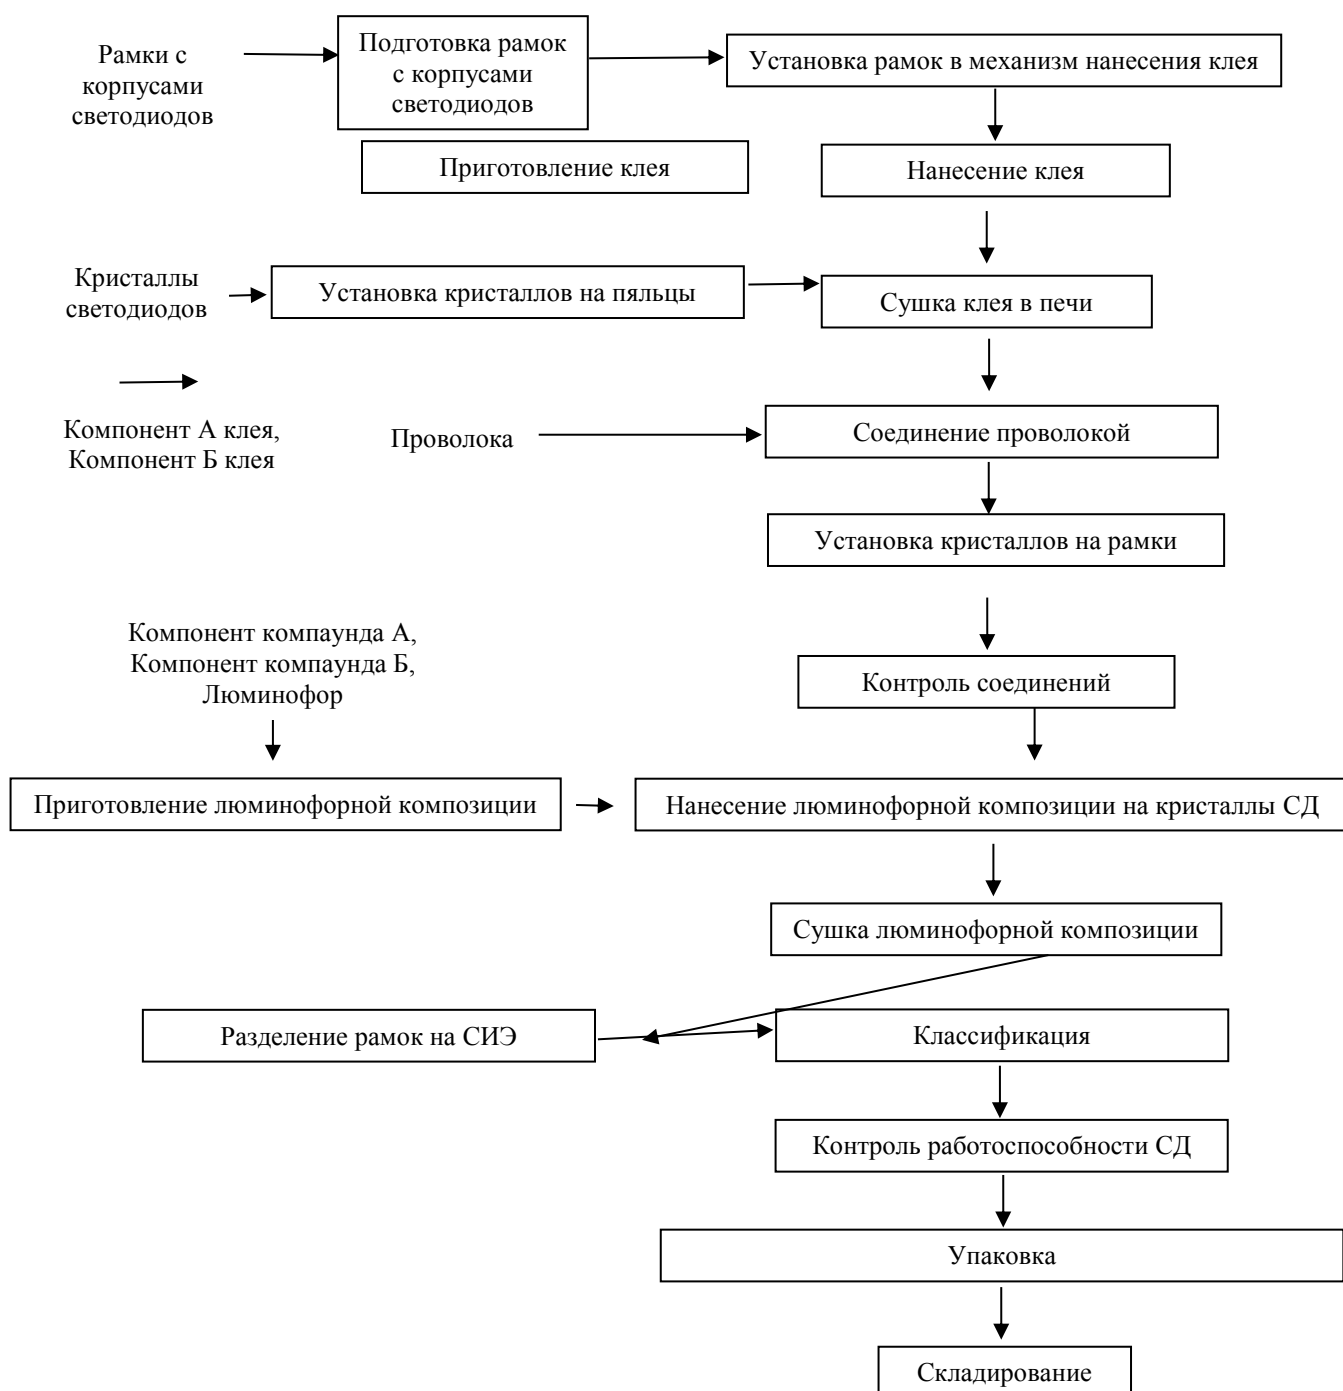 Рамки с
корпусами
светодиодов
Подготовка рамок
с корпусами
светодиодов
Установка рамок в механизм нанесения клея
Приготовление клея
Нанесение клея
Кристаллы
светодиодов
Установка кристаллов на пяльцы
Сушка клея в печи
Компонент А клея,
Компонент Б клея
Проволока
Соединение проволокой
Установка кристаллов на рамки
Компонент компаунда А,
Компонент компаунда Б,
Люминофор
Контроль соединений
Приготовление люминофорной композиции
Нанесение люминофорной композиции на кристаллы СД
Сушка люминофорной композиции
Разделение рамок на СИЭ
Классификация
Контроль работоспособности СД
Упаковка
Складирование